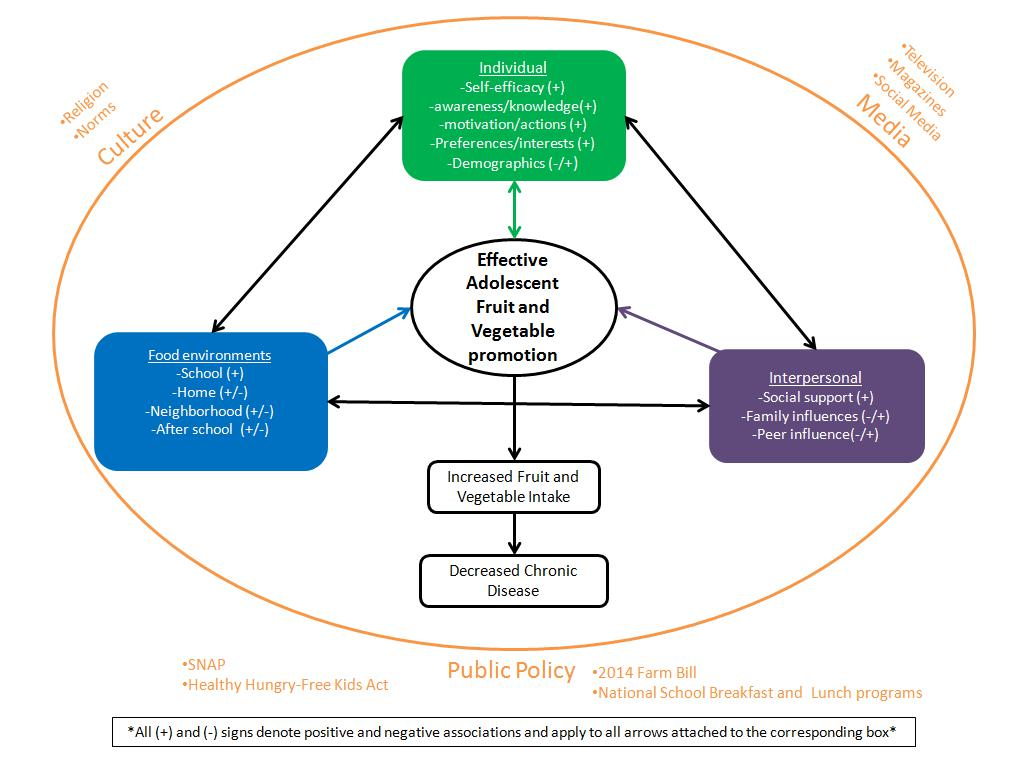 •Religion
•Norms
Culture
•Television
•Magazines
•Social Media
Media
Individual
-Self-efficacy (+)
-awareness/knowledge(+)
-motivation/actions (+)
-Preferences/interests (+)
-Demographics (-/+)
Effective
Adolescent
Fruit and
Vegetable
promotion
Food environments
-School (+)
-Home (+/-)
-Neighborhood (+/-)
-After school  (+/-)
Interpersonal
-Social support (+)
-Family influences (-/+)
-Peer influence(-/+)
Increased Fruit and
Vegetable Intake
Decreased Chronic
Disease
•SNAP
•Healthy Hungry-Free Kids Act
Public Policy
•2014 Farm Bill
•National School Breakfast and  Lunch programs
*All (+) and (-) signs denote positive and negative associations and apply to all arrows attached to the corresponding box*